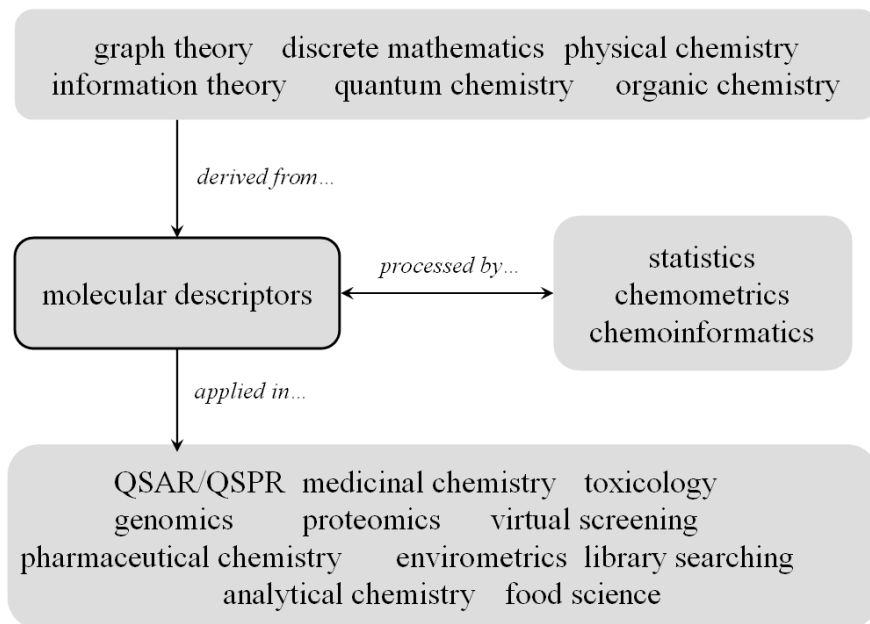 graph theory discrete mathematics physical chemistry
information theory quantum chemistry organic chemistry
derived from...
molecular descriptors
processed by...
statistics
chemometrics
chemoinformatics
applied in...
QSAR/QSPR medicinal chemistry toxicology
genomics proteomics virtual screening
pharmaceutical chemistry envirometrics library searching
analytical chemistry food science